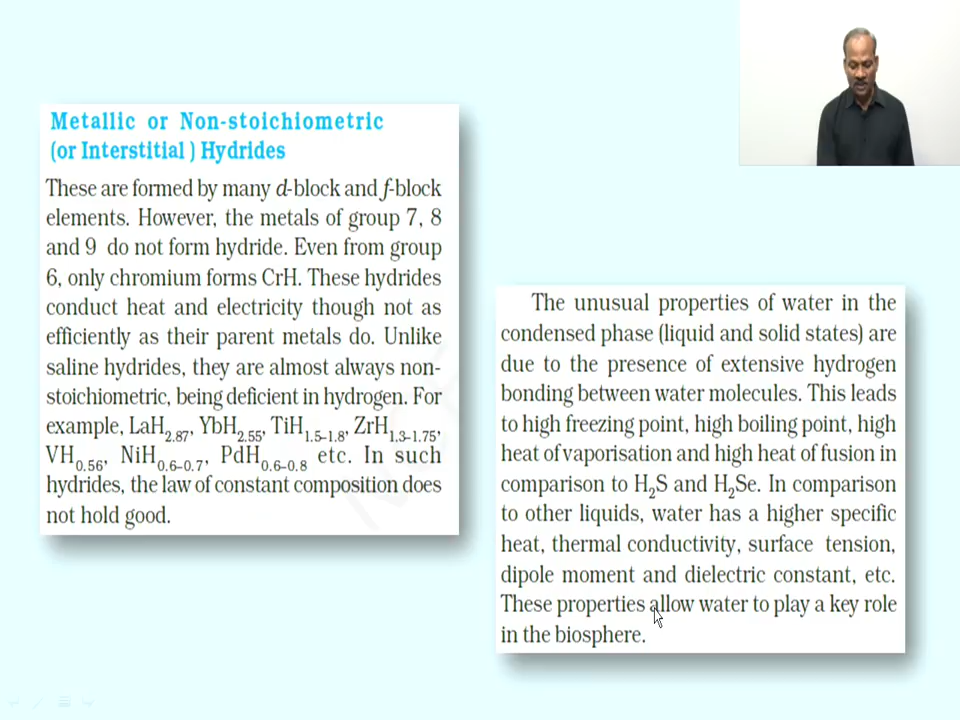 Metallic or Non-stoichiometric
(or Interstitial ) Hydrides
These are formed by many d-block and f-block
elements. However, the metals of group 7, 8
and 9 do not form hydride. Even from group
6, only chromium forms CrH. These hydrides
conduct heat and electricity though not as
efficiently as their parent metals do. Unlike
saline hydrides, they are almost always non-
stoichiometric, being deficient in hydrogen. For
example, LaH2.87, YbH2.55, TiH1.5–1.8, ZrH1.3–1.75,
VH0.56, NiH0.6–0.7, PdH0.6–0.8 etc. In such
hydrides, the law of constant composition does
not hold good.
The unusual properties of water in the
condensed phase (liquid and solid states) are
due to the presence of extensive hydrogen
bonding between water molecules. This leads
to high freezing point, high boiling point, high
heat of vaporisation and high heat of fusion in
comparison to H2S and H2Se. In comparison
to other liquids, water has a higher specific
heat, thermal conductivity, surface tension,
dipole moment and dielectric constant, etc.
These properties allow water to play a key role
in the biosphere.